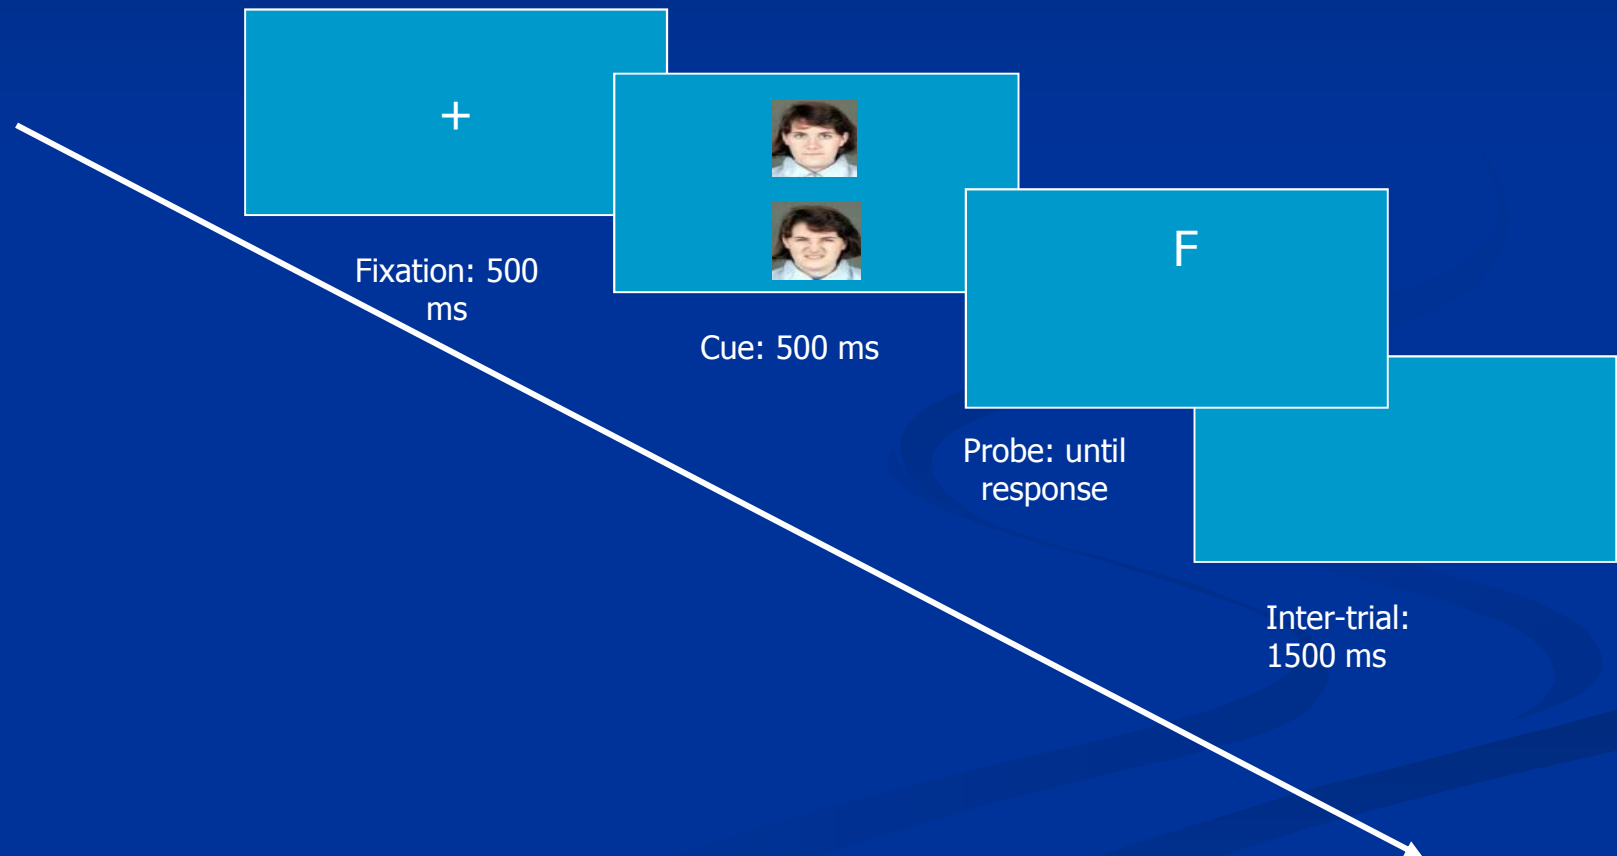 +
Fixation: 500
ms
Cue: 500 ms
F
Probe: until
response
Inter-trial:
1500 ms